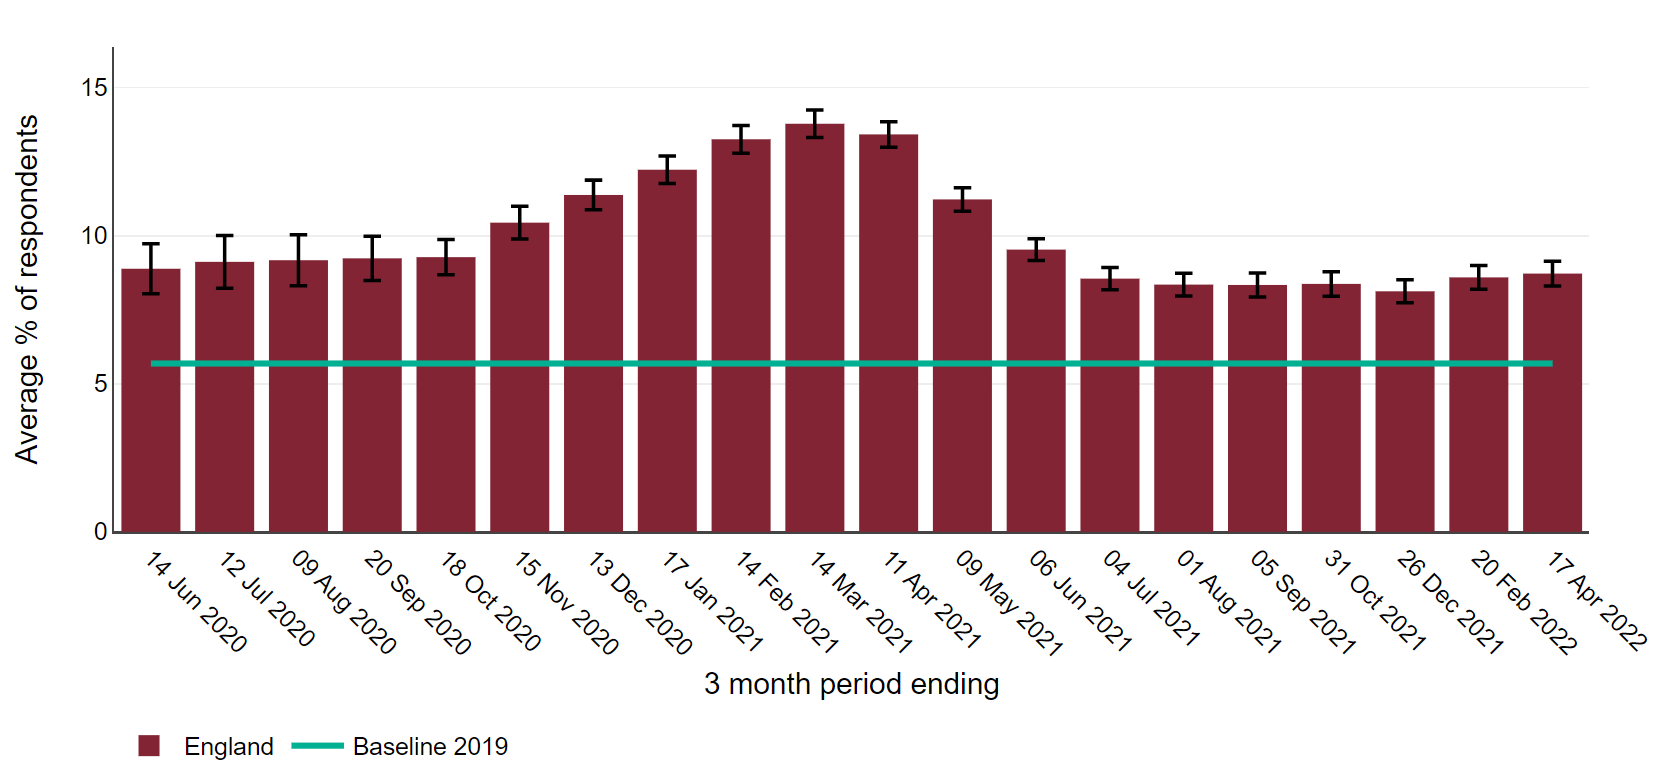 Average % of respondents
15
10
5
0
14 Jun 2020
12 Jul 2020
09 Aug 2020
20 Sep 2020
18 Oct 2020
15 Nov 2020
13 Dec 2020
17 Jan 2021
14 Feb 2021
14 Mar 2021
11 Apr 2021
09 May 2021
06 Jun 2021
04 Jul 2021
01 Aug 2021
05 Sep 2021
31 Oct 2021
26 Dec 2021
20 Feb 2022
17 Apr 2022
3 month period ending
England
Baseline 2019